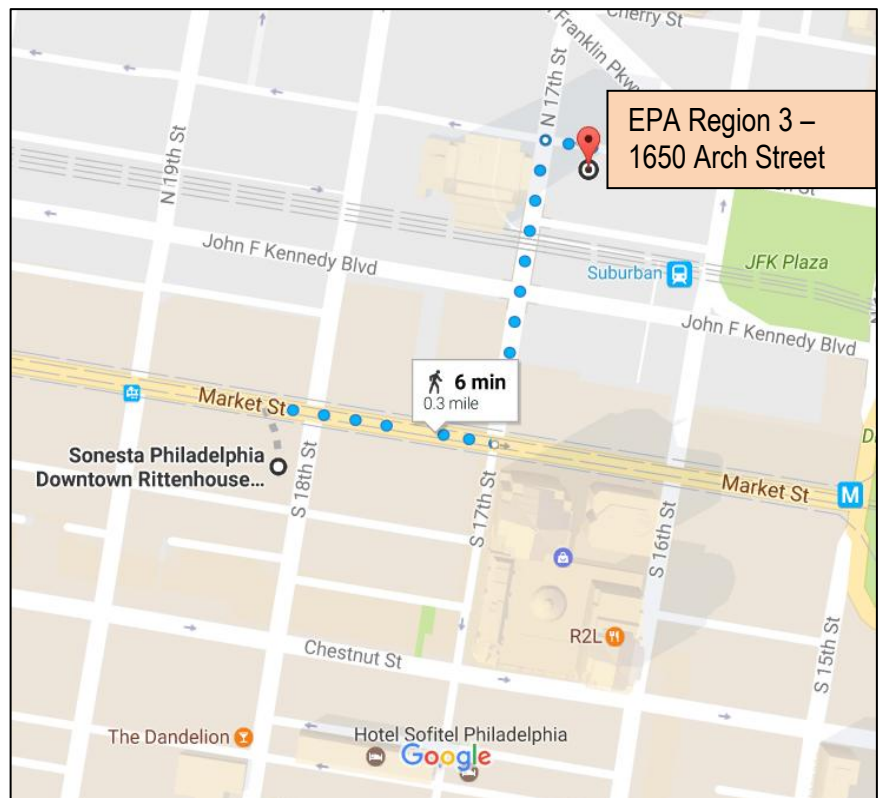 Cherry St
Franklin Pkwy
N 17th St
EPA Region 3 –
1650 Arch Street
N 19th St
St
John F Kennedy Blvd
Suburban
JFK Plaza
John F Kennedy Blvd
6 min
0.3 mile
Market St
Sonesta Philadelphia
Downtown Rittenhouse...
S 18th St
S 17th St
Market St
M
S 16th St
R2L
Chestnut St
S 15th St
The Dandelion
Hotel Sofitel Philadelphia
Google